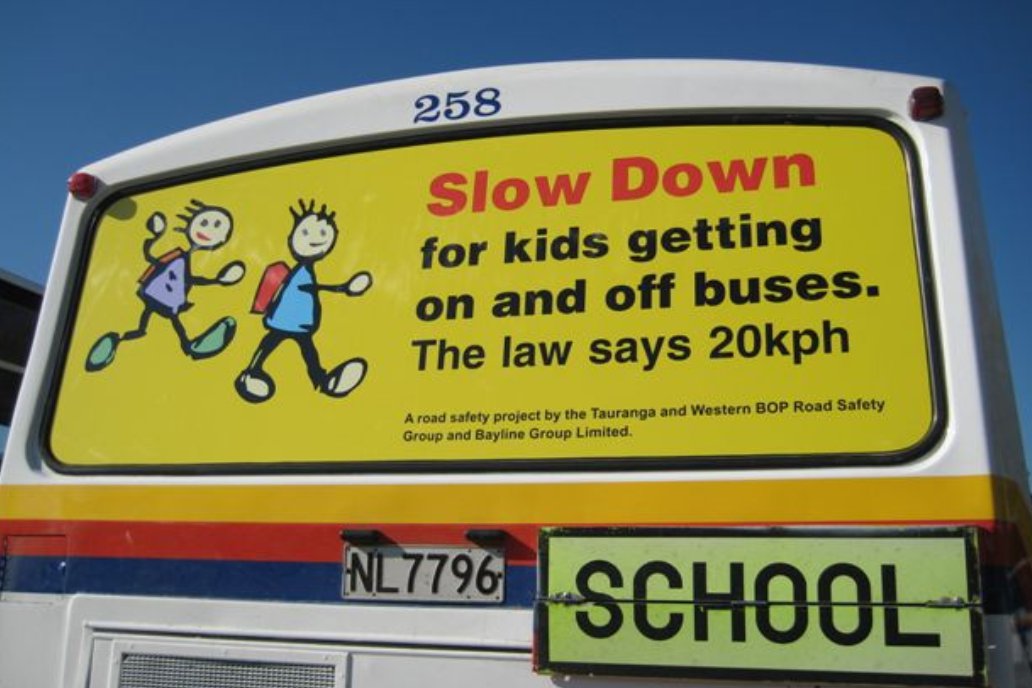 258
Slow Down
for kids getting
on and off buses.
The law says 20kph
A road safety project by the Tauranga and Western BOP Road Safety
Group and Bayline Group Limited.
NL7796
SCHOOL